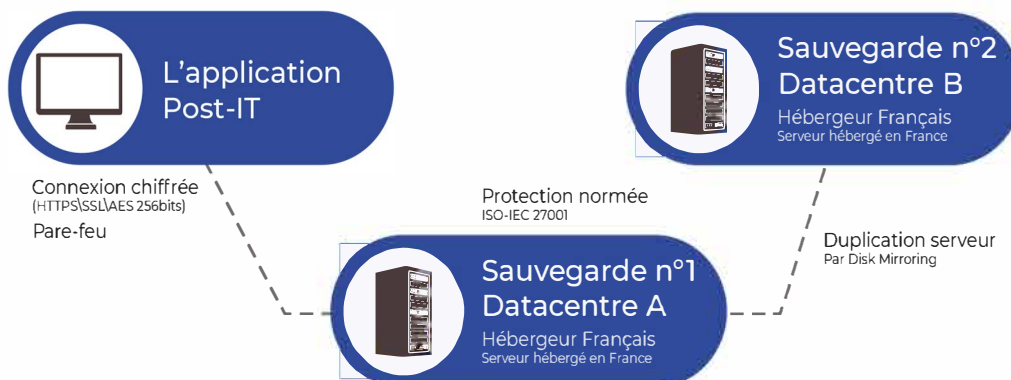 L'application
Post-IT
Sauvegarde n°2
Datacentre B
Hébergeur Français
Serveur hébergé en France
Connexion chiffrée
(HTTPS\SSL\AES 256bits)
Pare-feu
Protection normée
ISO-IEC 27001
Duplication serveur
Par Disk Mirroring
Sauvegarde n°1
Datacentre A
Hébergeur Français
Serveur hébergé en France